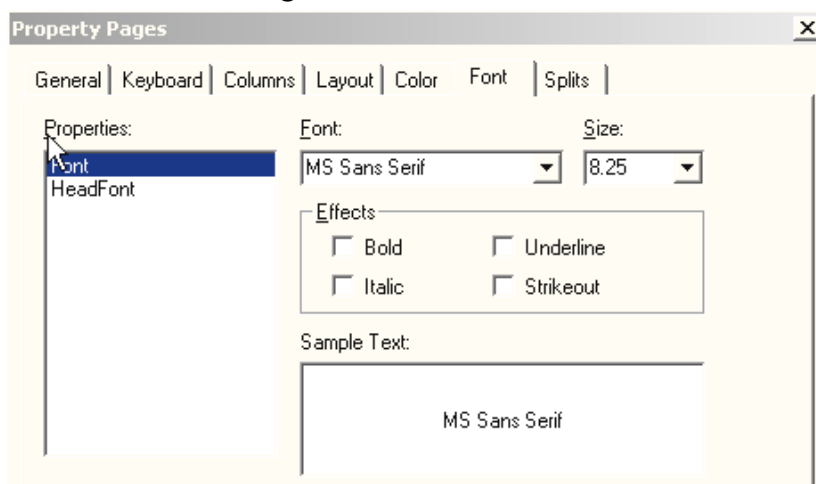 Property Pages
General Keyboard Columns Layout Color Font Splits
Properties: Font: Size:
Font MS Sans Serif 8.25
HeadFont
Effects
Bold Underline
Italic Strikeout
Sample Text:
MS Sans Serif